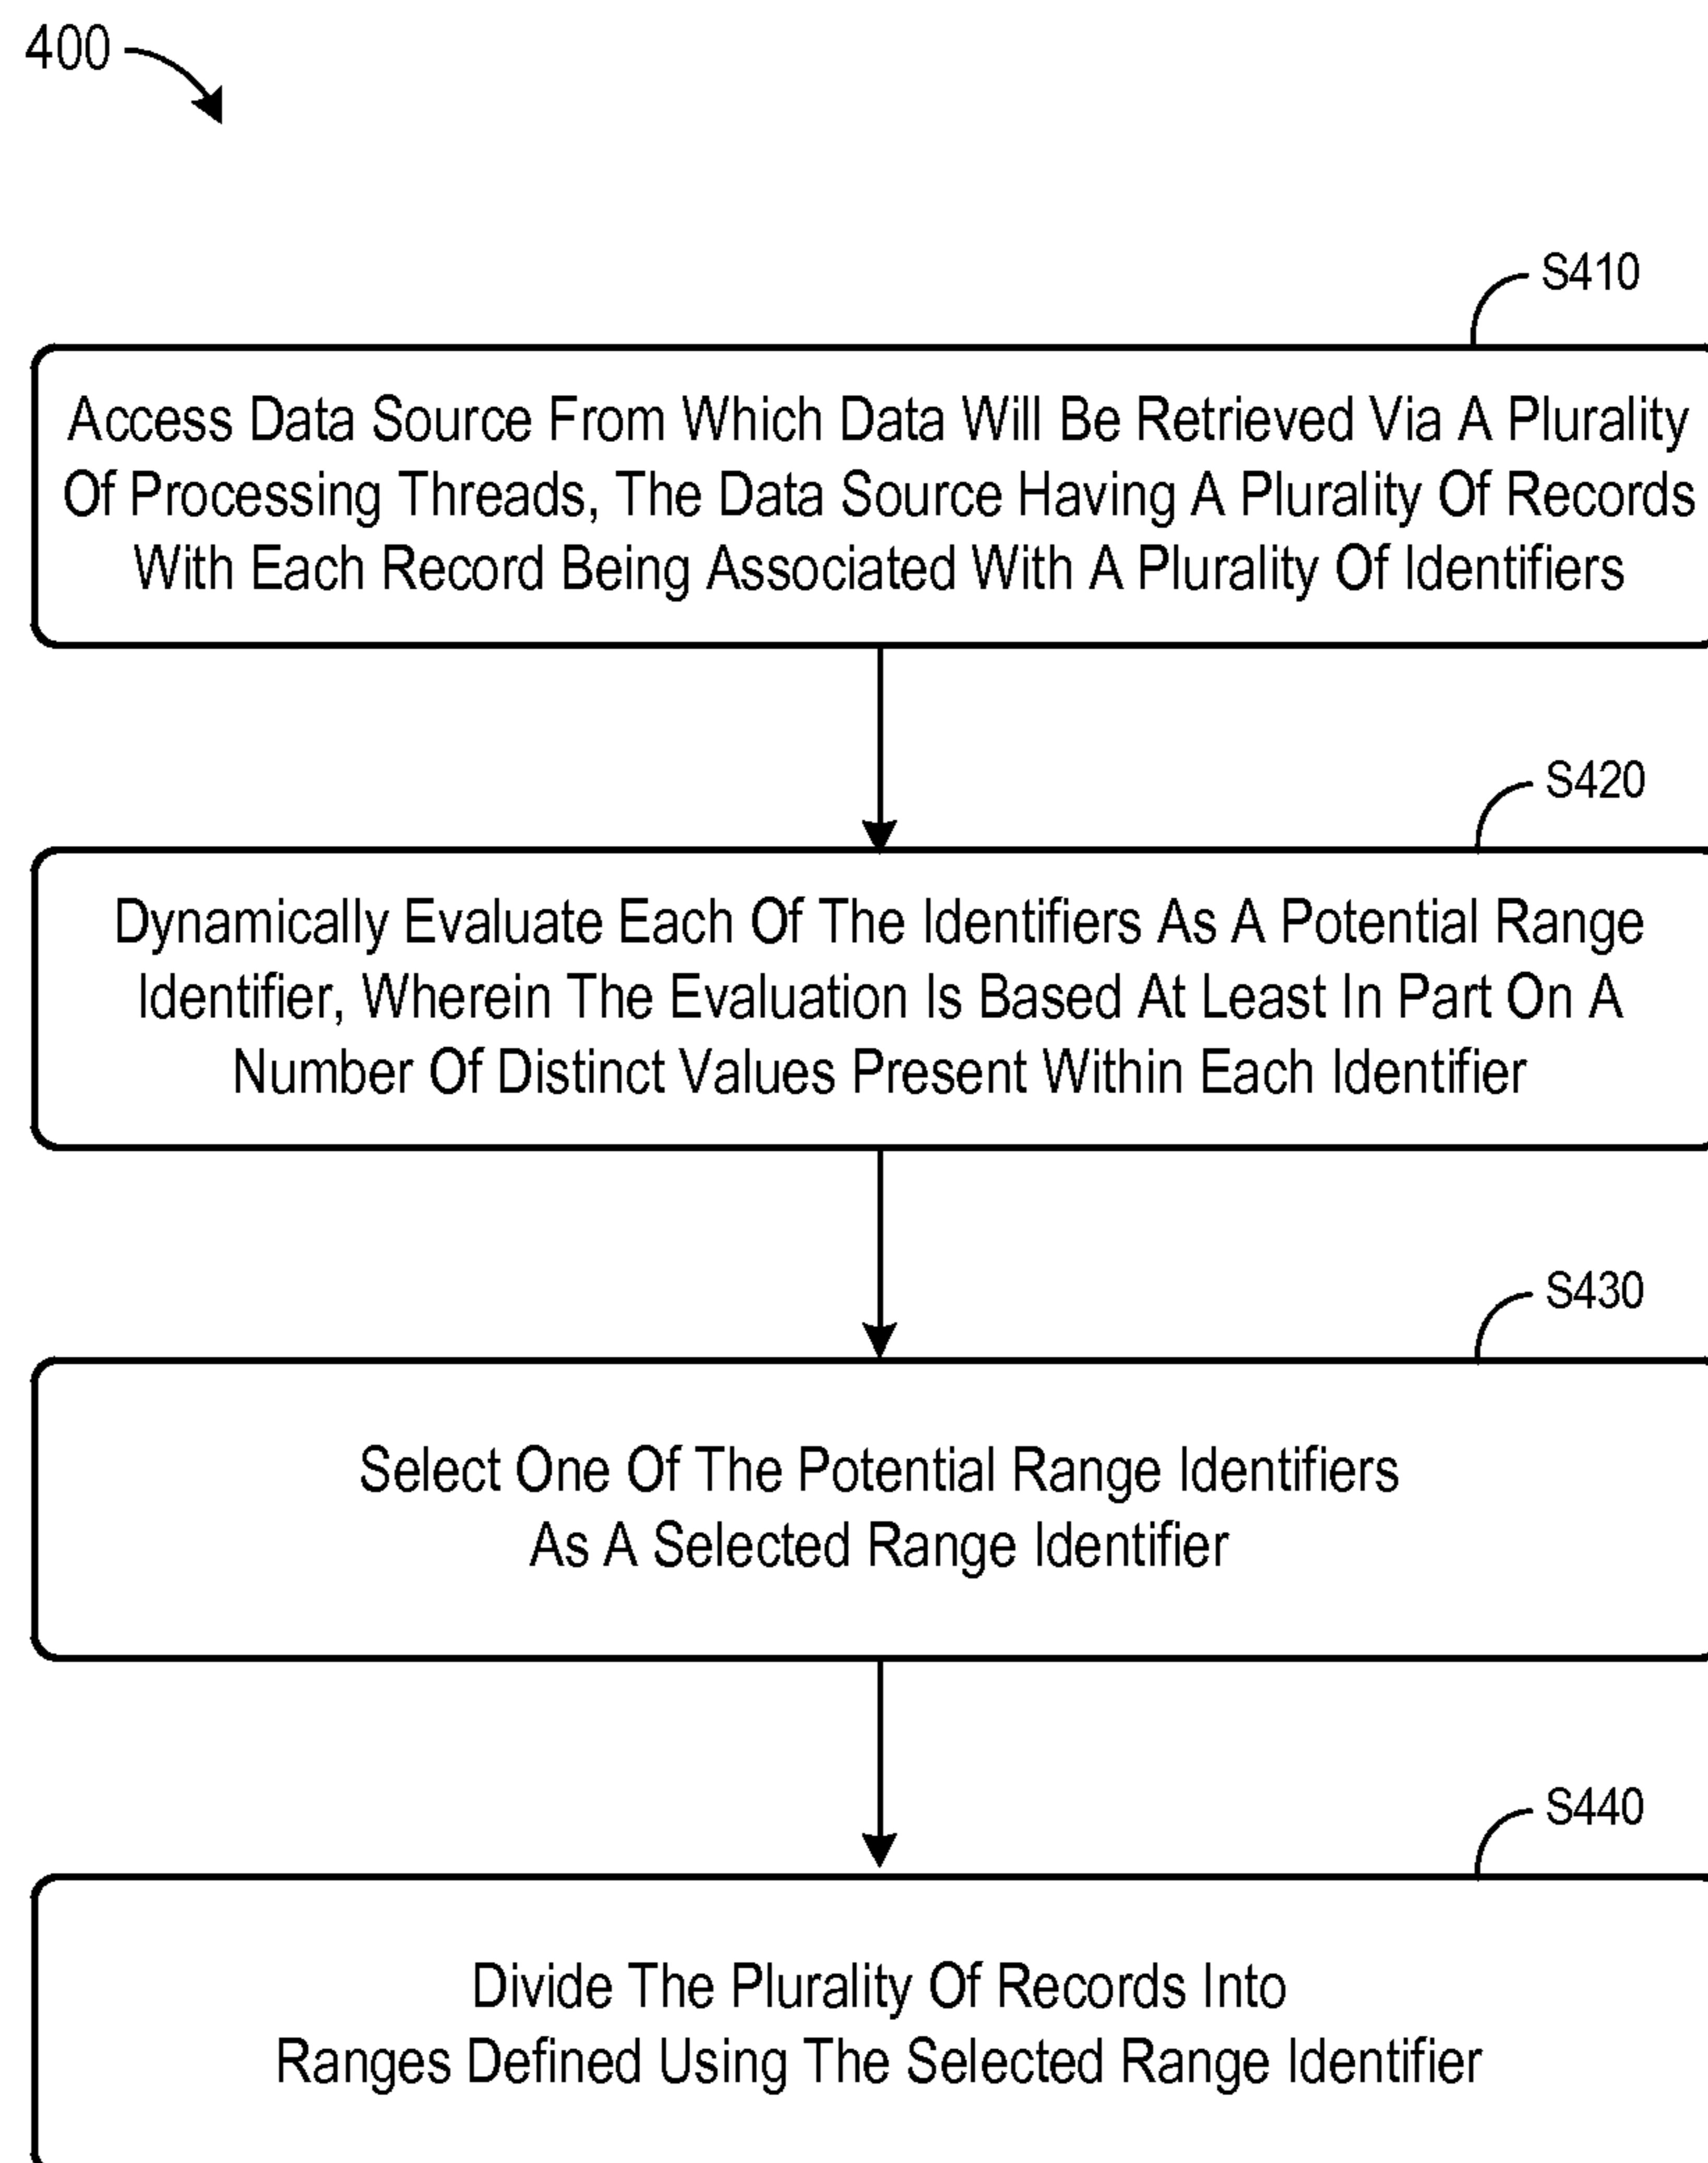 400
S410
Access Data Source From Which Data Will Be Retrieved Via A Plurality
Of Processing Threads, The Data Source Having A Plurality Of Records
With Each Record Being Associated With A Plurality Of Identifiers
S420
Dynamically Evaluate Each Of The Identifiers As A Potential Range
Identifier, Wherein The Evaluation Is Based At Least In Part On A
Number Of Distinct Values Present Within Each Identifier
S430
Select One Of The Potential Range Identifiers
As A Selected Range Identifier
S440
Divide The Plurality Of Records Into
Ranges Defined Using The Selected Range Identifier